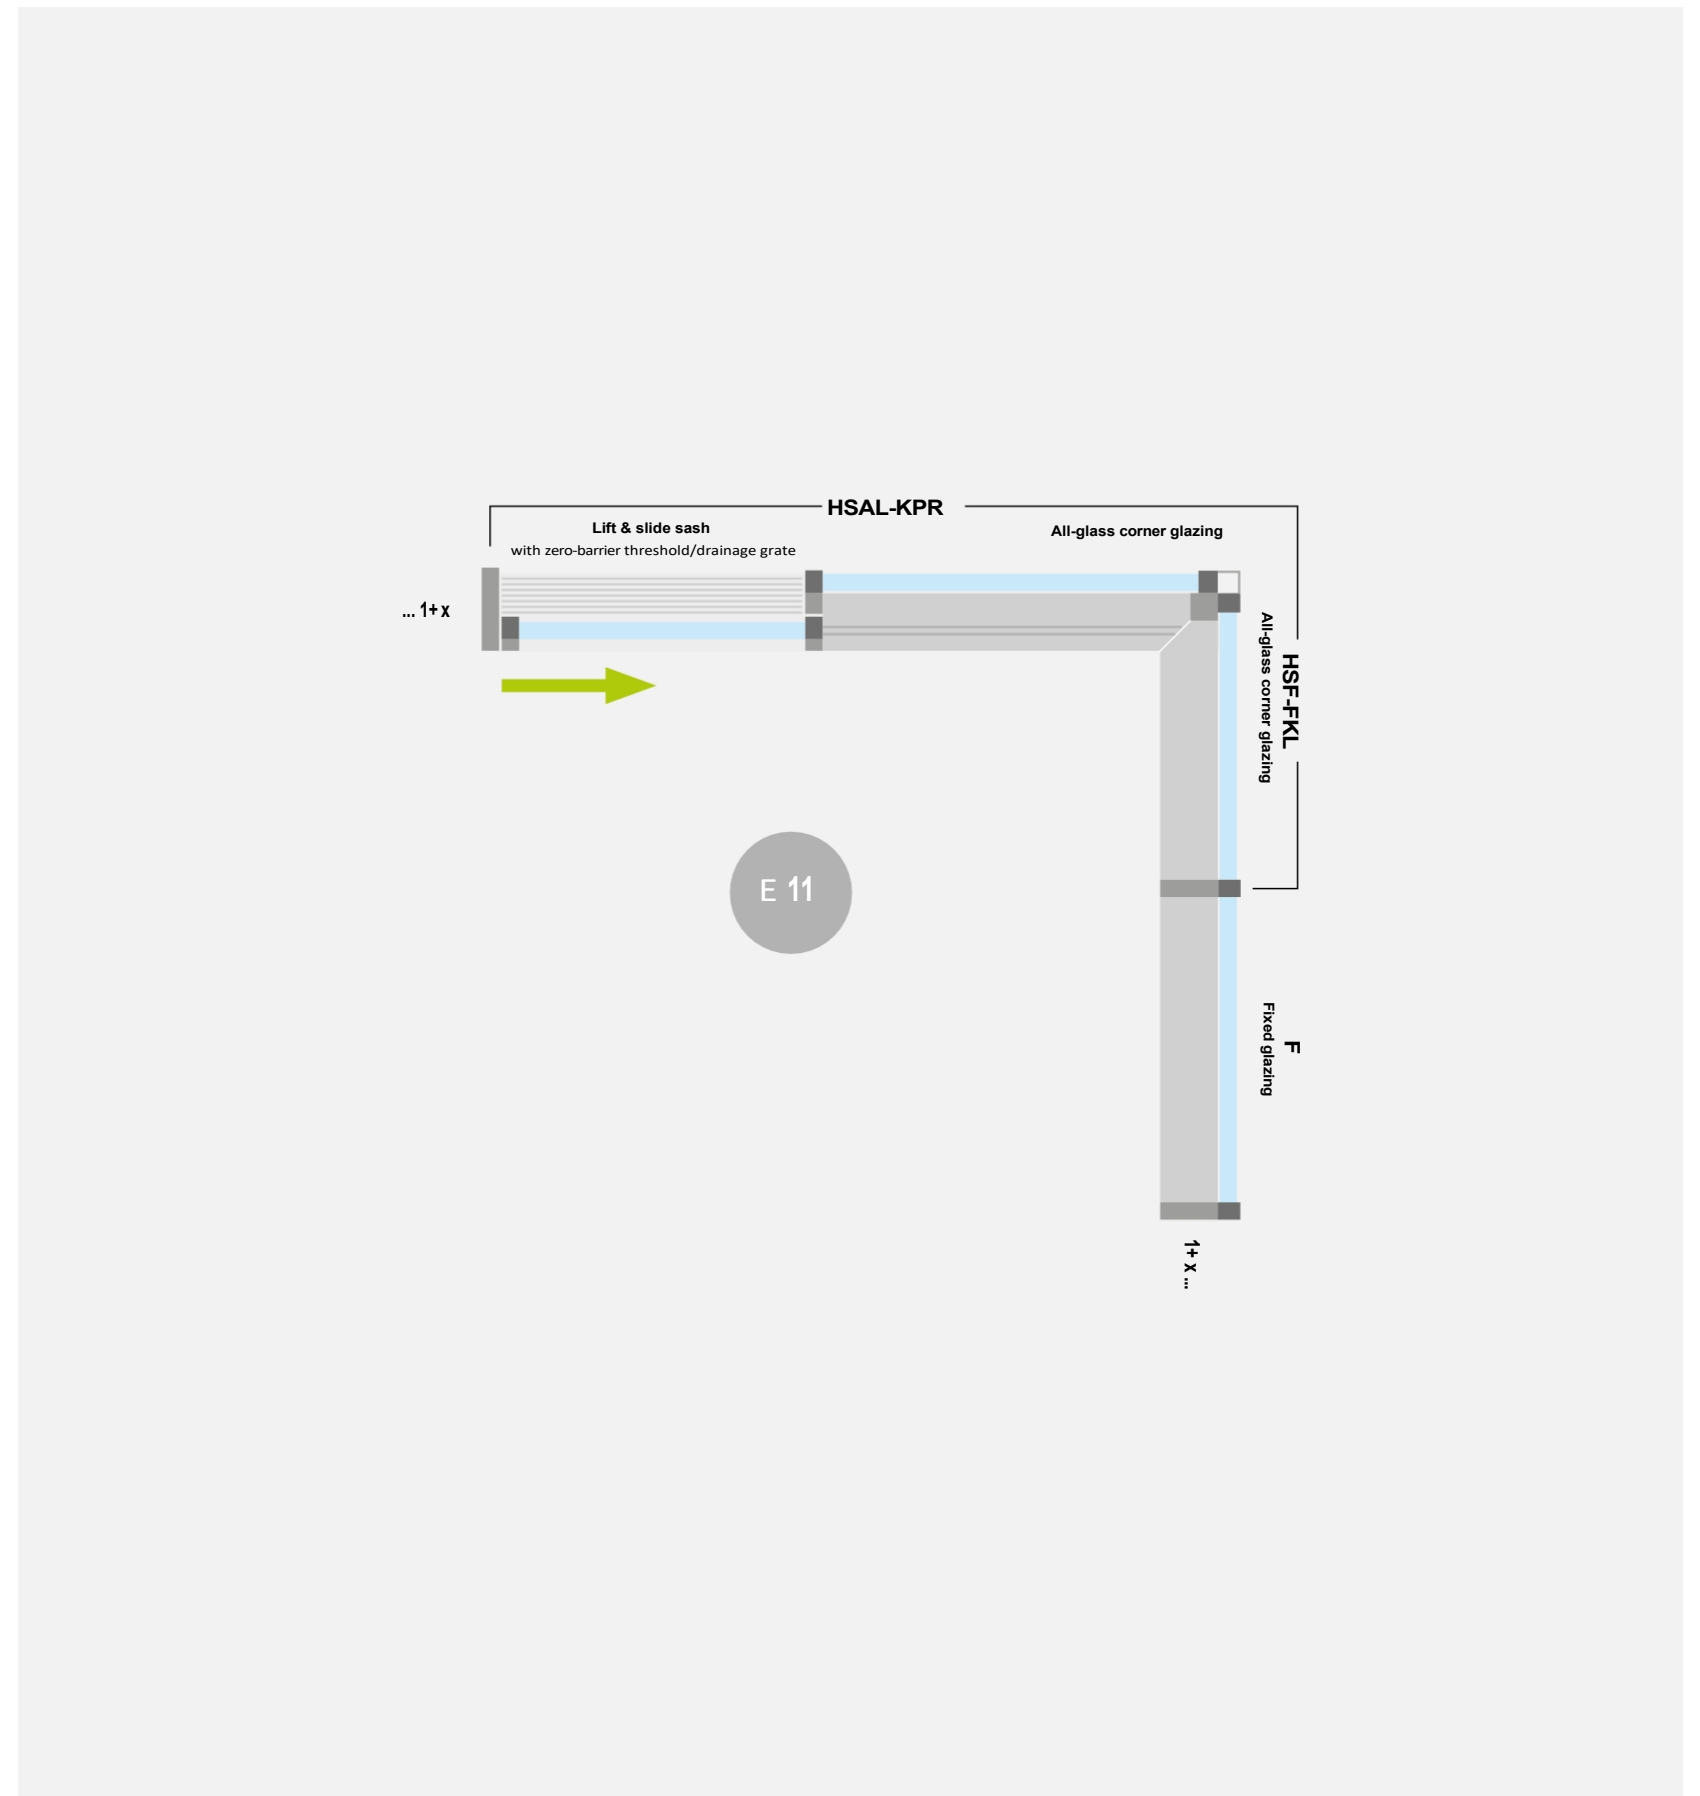 HSAL-KPR
Lift & slide sash
with zero-barrier threshold/drainage grate
All-glass corner glazing
... 1+ x
All-glass corner glazing
HSF-FKL
E 11
Fixed glazing
F
1+ x ...